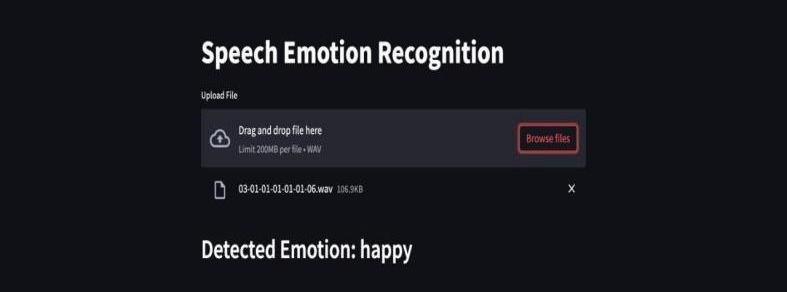 Speech Emotion Recognition
Upload File
Drag and drop file here
Browse files
Limit 200MB per file • WAV
03-01-01-01-01-01-06.wav 106.9KB X
Detected Emotion: happy